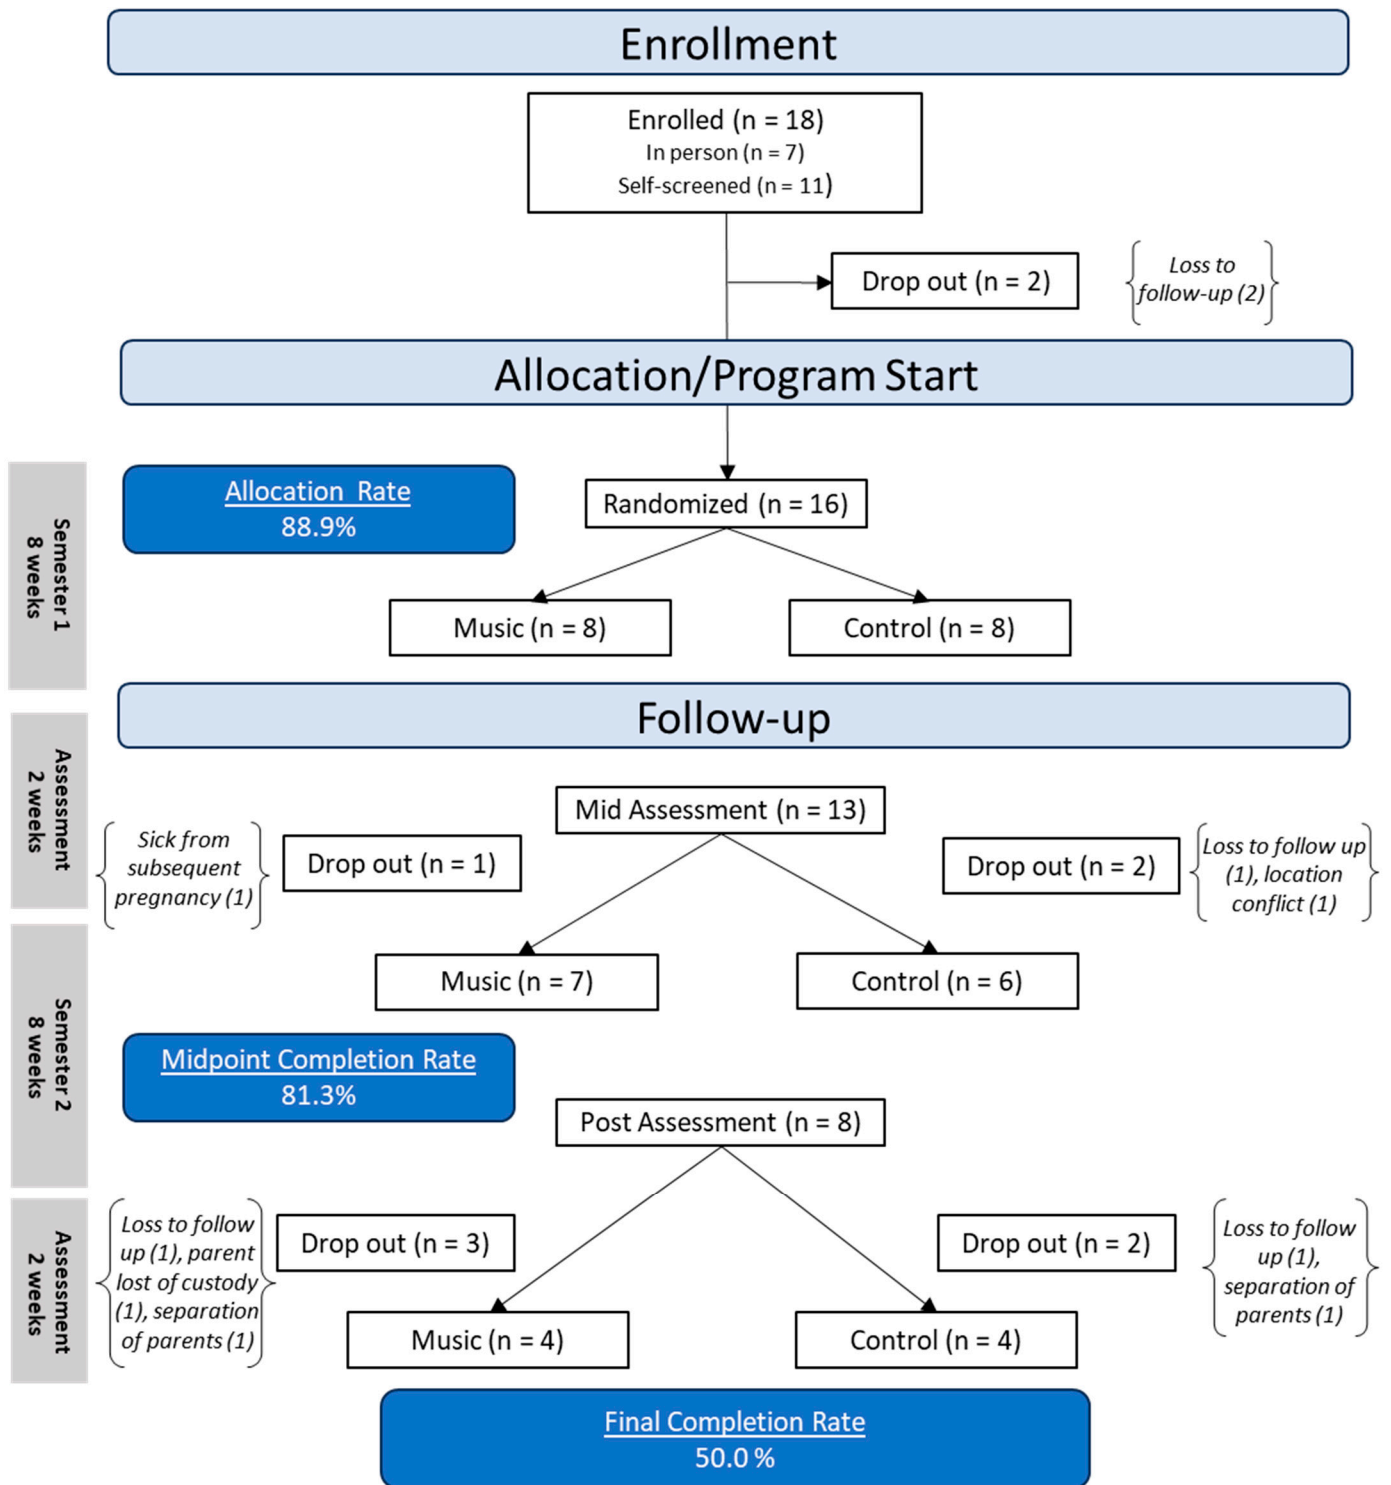 Enrollment
Enrolled (n = 18)
In person (n = 7)
Self-screened (n = 11)
Drop out (n = 2)
Loss to
follow-up (2)
Allocation/Program Start
Semester 1
8 weeks
Allocation Rate
88.9%
Randomized (n = 16)
Music (n = 8)
Control (n = 8)
Follow-up
Assessment
2 weeks
Mid Assessment (n = 13)
Sick from
subsequent
pregnancy (1)
Drop out (n = 1)
Drop out (n = 2)
Loss to follow up
(1), location
conflict (1)
Music (n = 7)
Control (n = 6)
Semester 2
8 weeks
Midpoint Completion Rate
81.3%
Post Assessment (n = 8)
Assessment
2 weeks
Loss to follow
up (1), parent
lost of custody
(1), separation
of parents (1)
Drop out (n = 3)
Drop out (n = 2)
Loss to follow
up (1),
separation of
parents (1)
Music (n = 4)
Control (n = 4)
Final Completion Rate
50.0 %